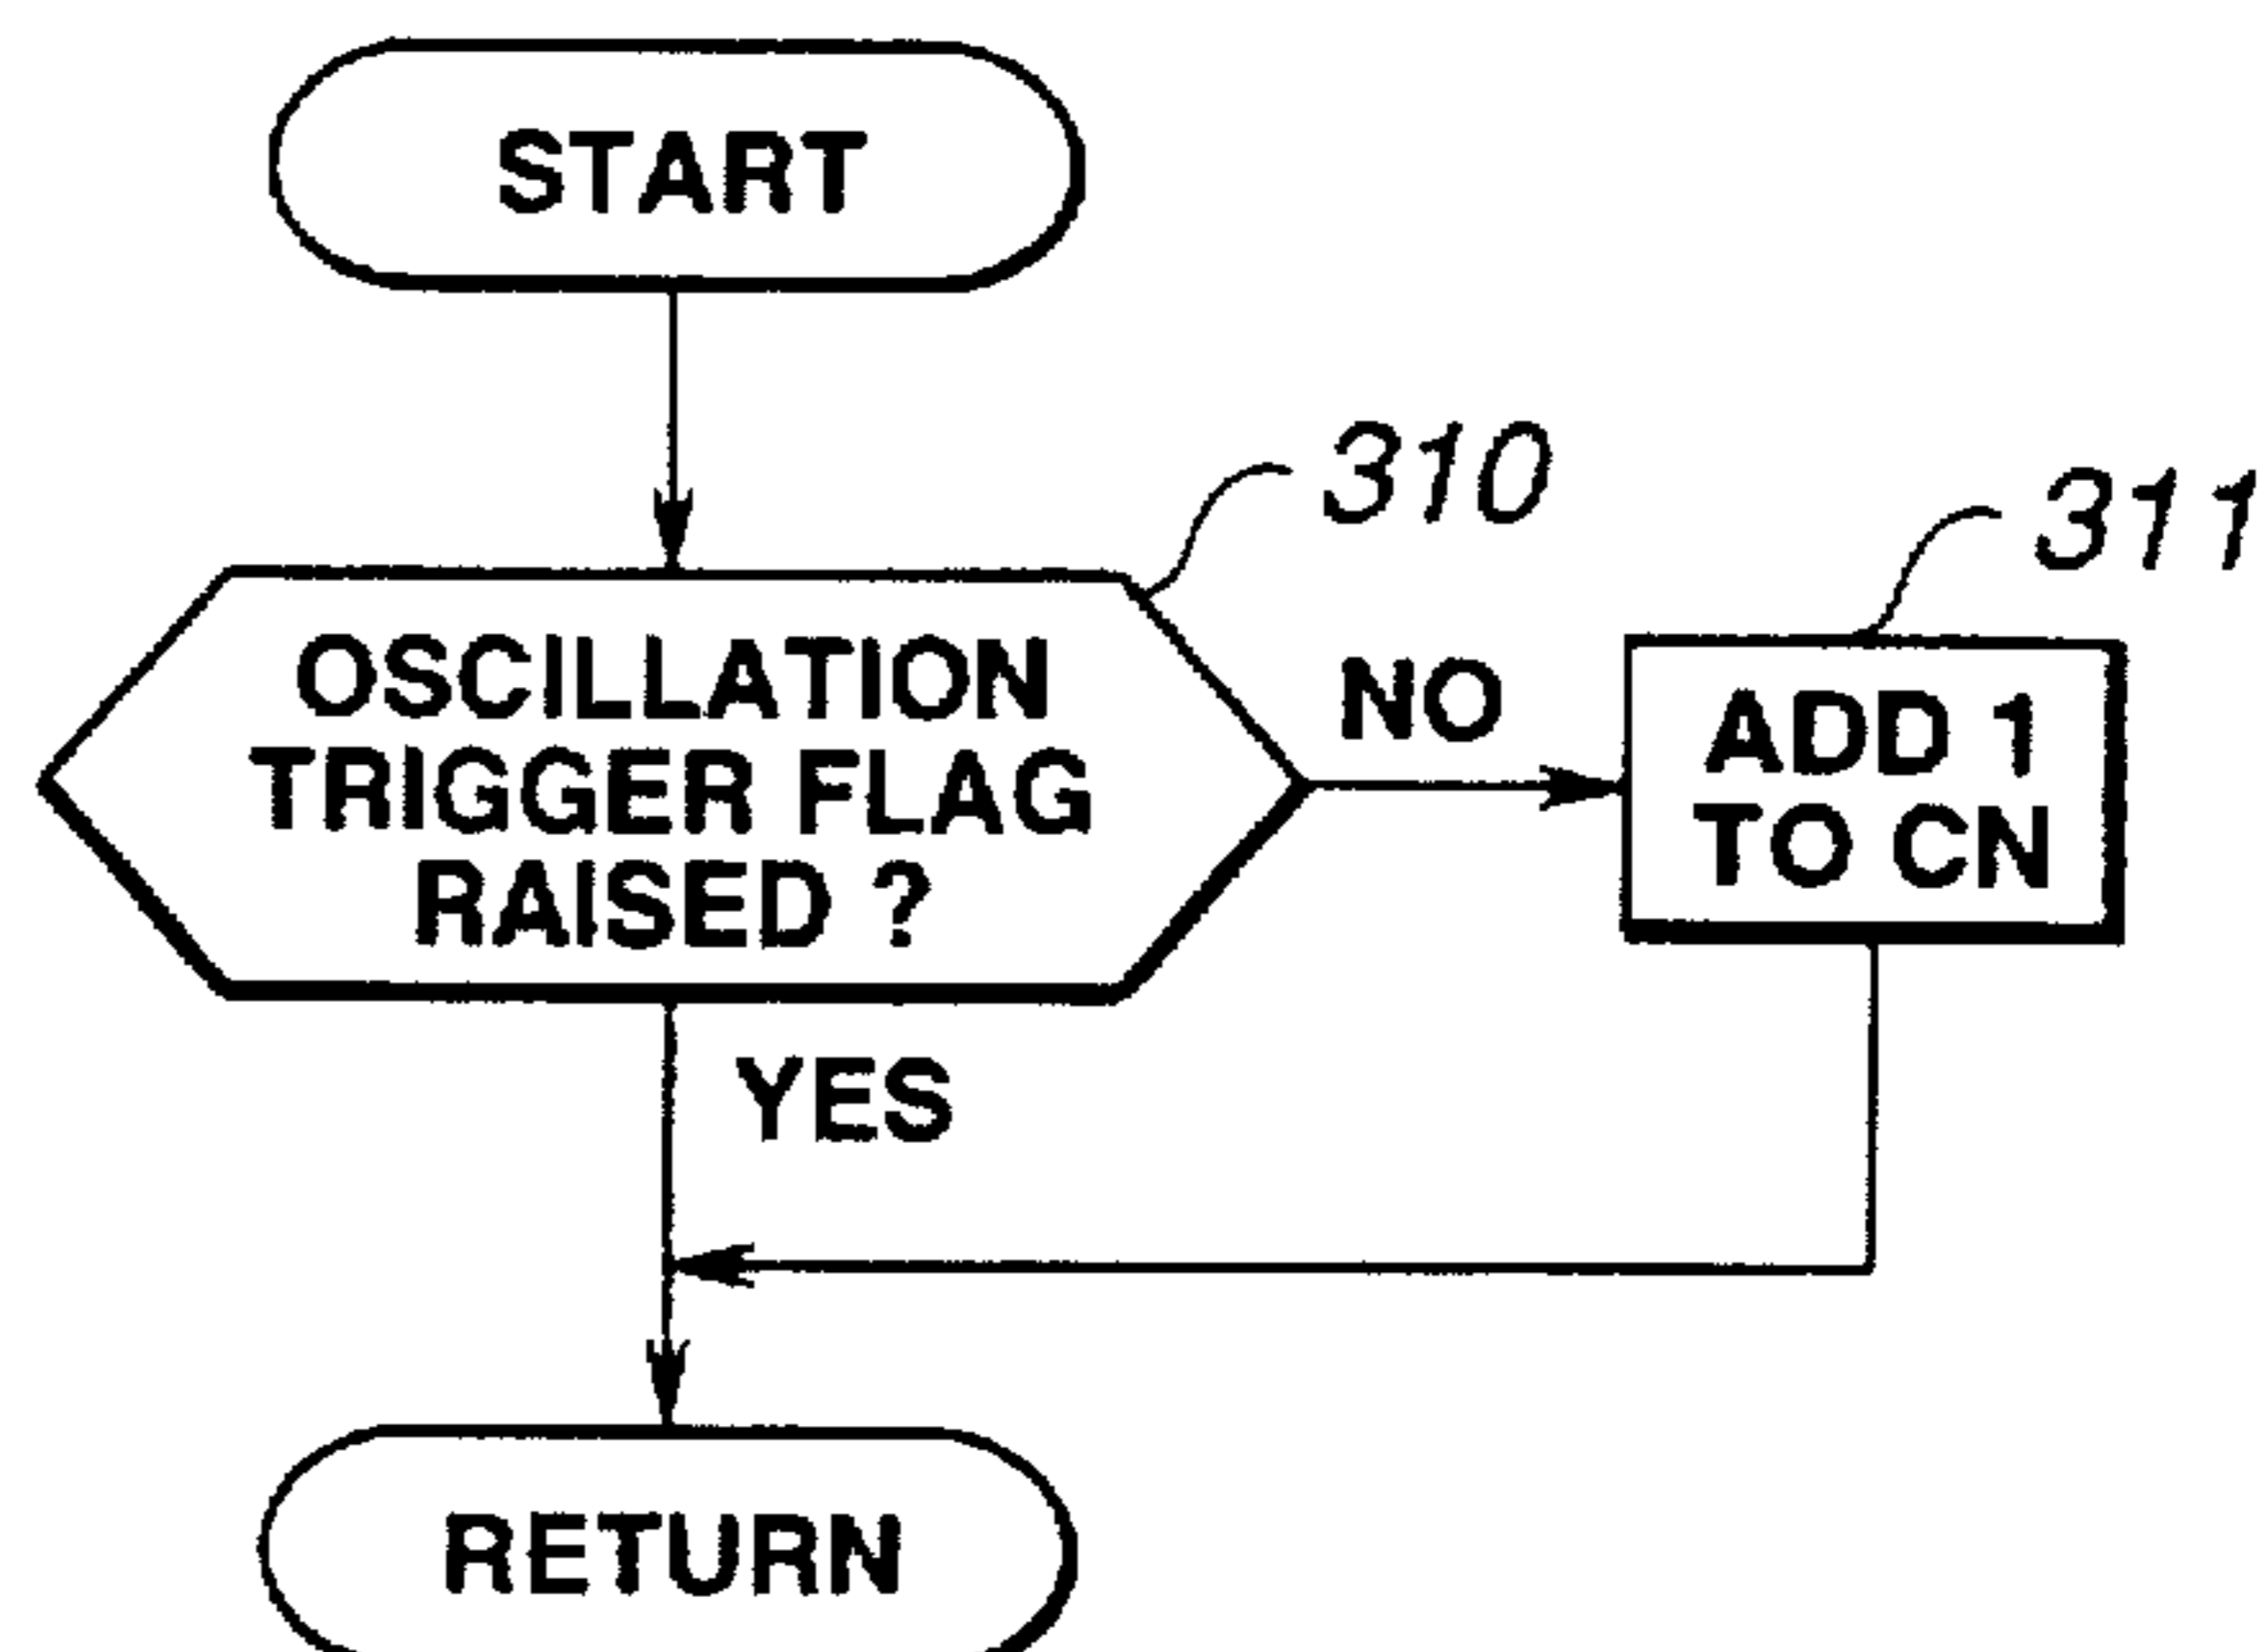 START
310
311
OSCILLATION
TRIGGER FLAG
RAISED ?
NO
ADD 1
TO CN
YES
RETURN